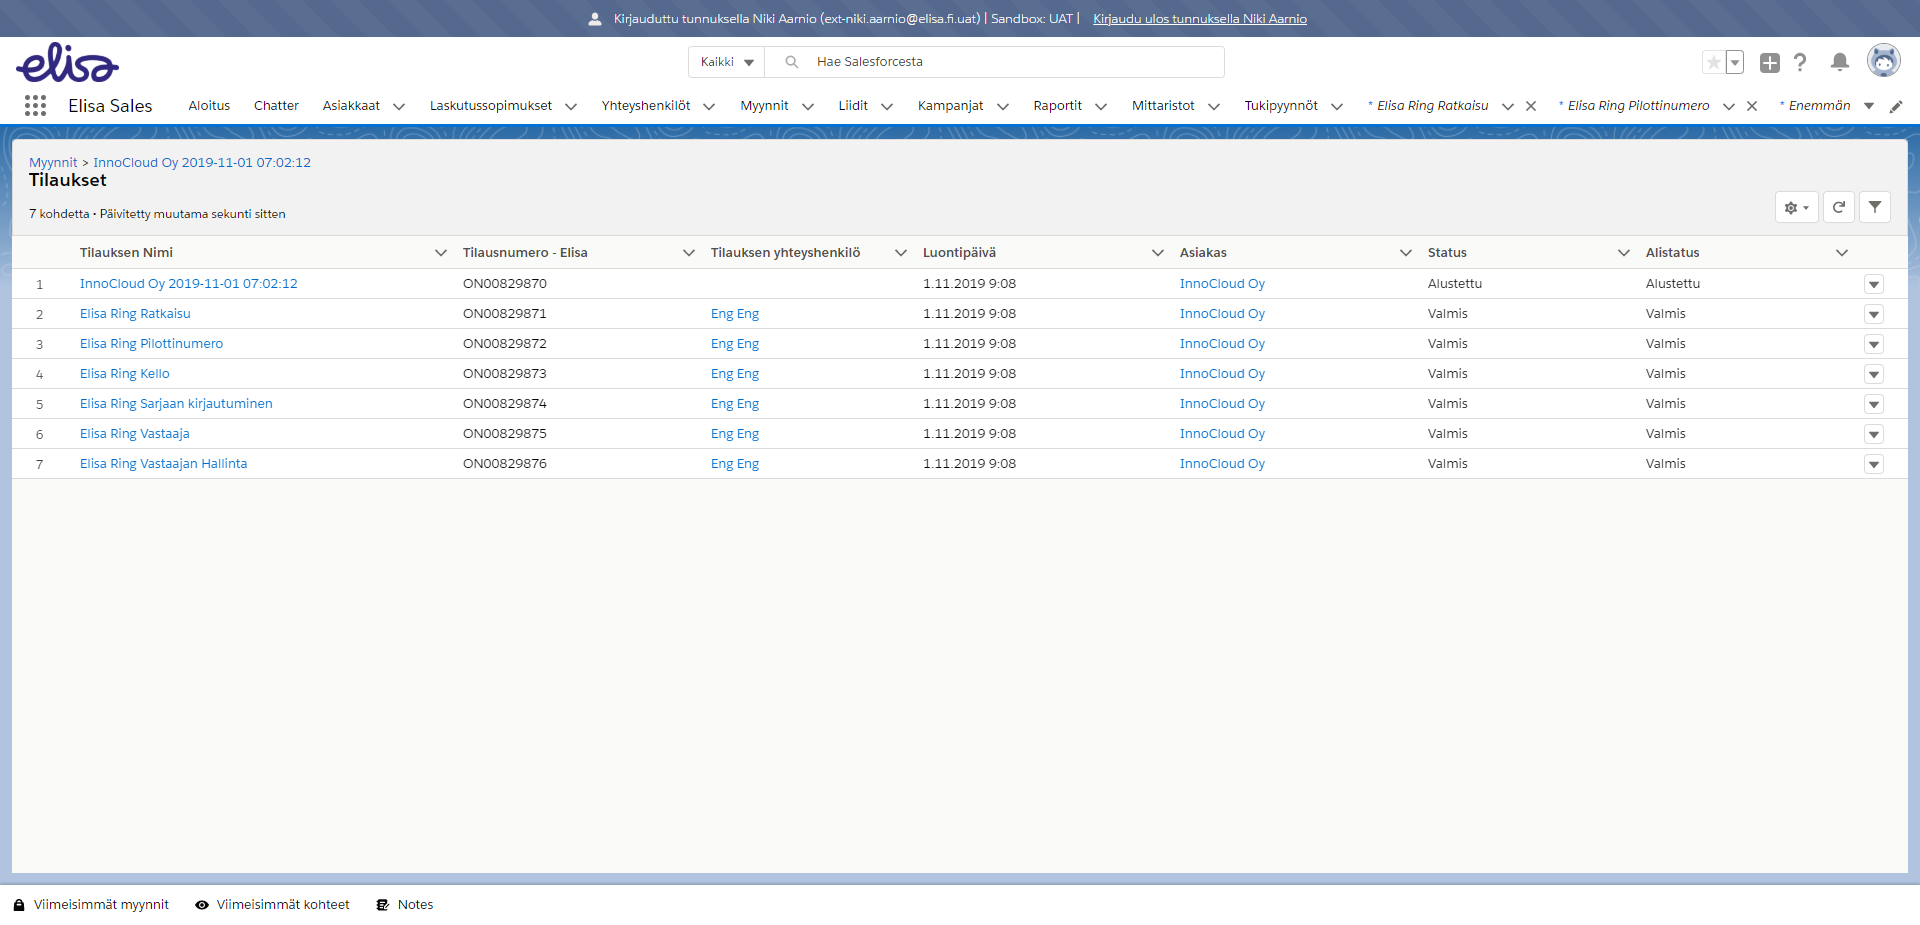 Kirjauduttu tunnuksella Niki Aarnio (ext-niki.aarnio@elisa.fi.uat) | Sandbox: UAT | Kirjaudu ulos tunnuksella Niki Aarnio
elisa
Kaikki Hae Salesforcesta
Elisa Sales Aloitus Chatter Asiakkaat Laskutussopimukset Yhteyshenkilöt Myynnit Liidit Kampanjat Raportit Mittaristot Tukipyynnöt * Elisa Ring Ratkaisu * Elisa Ring Pilottinumero * Enemmän
Myynnit > InnoCloud Oy 2019-11-01 07:02:12
Tilaukset
7 kohdetta • Päivitetty muutama sekunti sitten
Tilauksen Nimi Tilausnumero - Elisa Tilauksen yhteyshenkilö Luontipäivä Asiakas Status Alistatus
1 InnoCloud Oy 2019-11-01 07:02:12 ON00829870 1.11.2019 9:08 InnoCloud Oy Alustettu Alustettu
2 Elisa Ring Ratkaisu ON00829871 Eng Eng 1.11.2019 9:08 InnoCloud Oy Valmis Valmis
3 Elisa Ring Pilottinumero ON00829872 Eng Eng 1.11.2019 9:08 InnoCloud Oy Valmis Valmis
4 Elisa Ring Kello ON00829873 Eng Eng 1.11.2019 9:08 InnoCloud Oy Valmis Valmis
5 Elisa Ring Sarjaan kirjautuminen ON00829874 Eng Eng 1.11.2019 9:08 InnoCloud Oy Valmis Valmis
6 Elisa Ring Vastaaja ON00829875 Eng Eng 1.11.2019 9:08 InnoCloud Oy Valmis Valmis
7 Elisa Ring Vastaajan Hallinta ON00829876 Eng Eng 1.11.2019 9:08 InnoCloud Oy Valmis Valmis
Viimeisimmät myynnit Viimeisimmät kohteet Notes